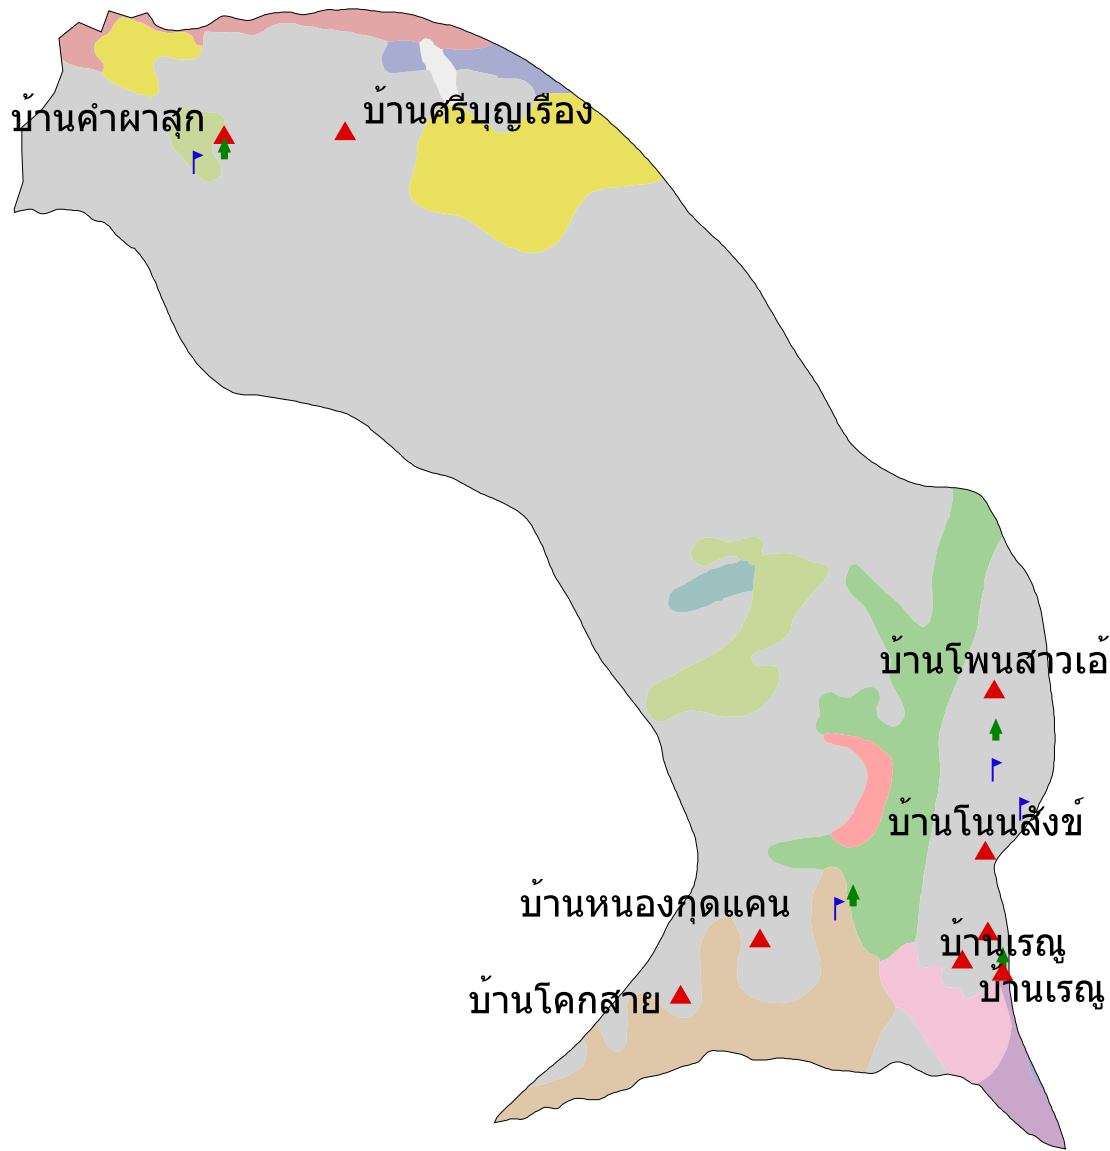 บ้านศรีบุญเรือง
บ้านคำผาสุก
บ้านโพนสาวเอ้
บ้านโนนสังข์
บ้านหนองกุดแคน
บ้านเรณู
บ้านเรณู
บ้านโคกสาย